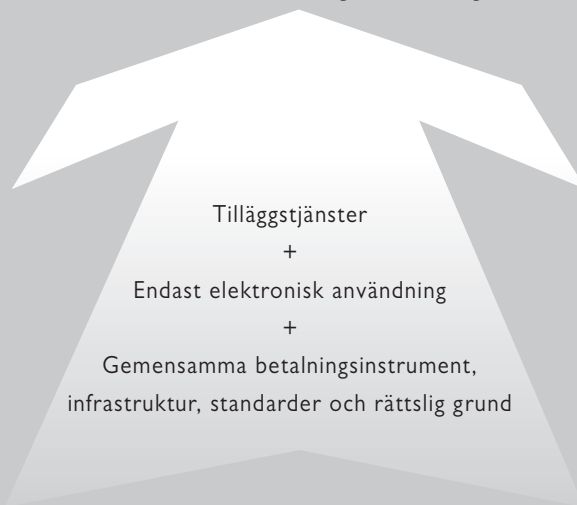 Tilläggstjänster
+
Endast elektronisk användning
+
Gemensamma betalningsinstrument,
infrastruktur, standarder och rättslig grund